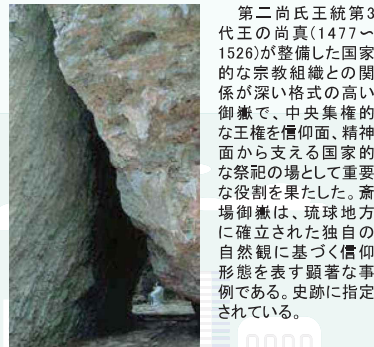 第二尚氏王統第3
代王の尚真(1477〜
1526)が整備した国家
的な宗教組織との関
係が深い格式の高い
御嶽で、中央集権的
な王権を信仰面、精神
面から支える国家的
な祭祀の場として重要
な役割を果たした。斎
場御嶽は、琉球地方
に確立された独自の
自然観に基づく信仰
形態を表す顕著な事
例である。史跡に指定
されている。